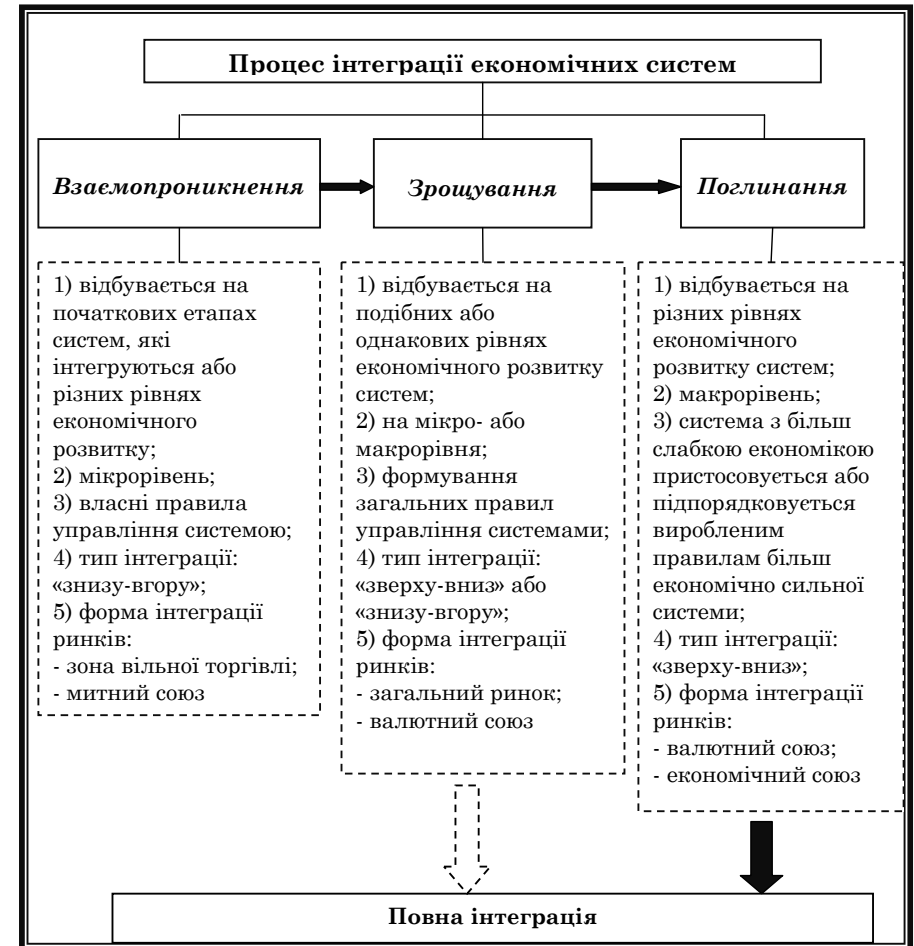 Процес інтеграції економічних систем
Взаємопроникнення
Зрощування
Поглинання
1) відбувається на
початкових етапах
систем, які
інтегруються або
різних рівнях
економічного
розвитку;
2) мікрорівень;
3) власні правила
управління системою;
4) тип інтеграції:
«знизу-вгору»;
5) форма інтеграції
ринків:
- зона вільної торгівлі;
- митний союз
1) відбувається на
подібних або
однакових рівнях
економічного розвитку
систем;
2) на мікро- або
макрорівня;
3) формування
загальних правил
управління системами;
4) тип інтеграції:
«зверху-вниз» або
«знизу-вгору»;
5) форма інтеграції
ринків:
- загальний ринок;
- валютний союз
1) відбувається на
різних рівнях
економічного
розвитку систем;
2) макрорівень;
3) система з більш
слабкою економікою
пристосовується або
підпорядковується
виробленим
правилам більш
економічно сильної
системи;
4) тип інтеграції:
«зверху-вниз»;
5) форма інтеграції
ринків:
- валютний союз;
- економічний союз
Повна інтеграція